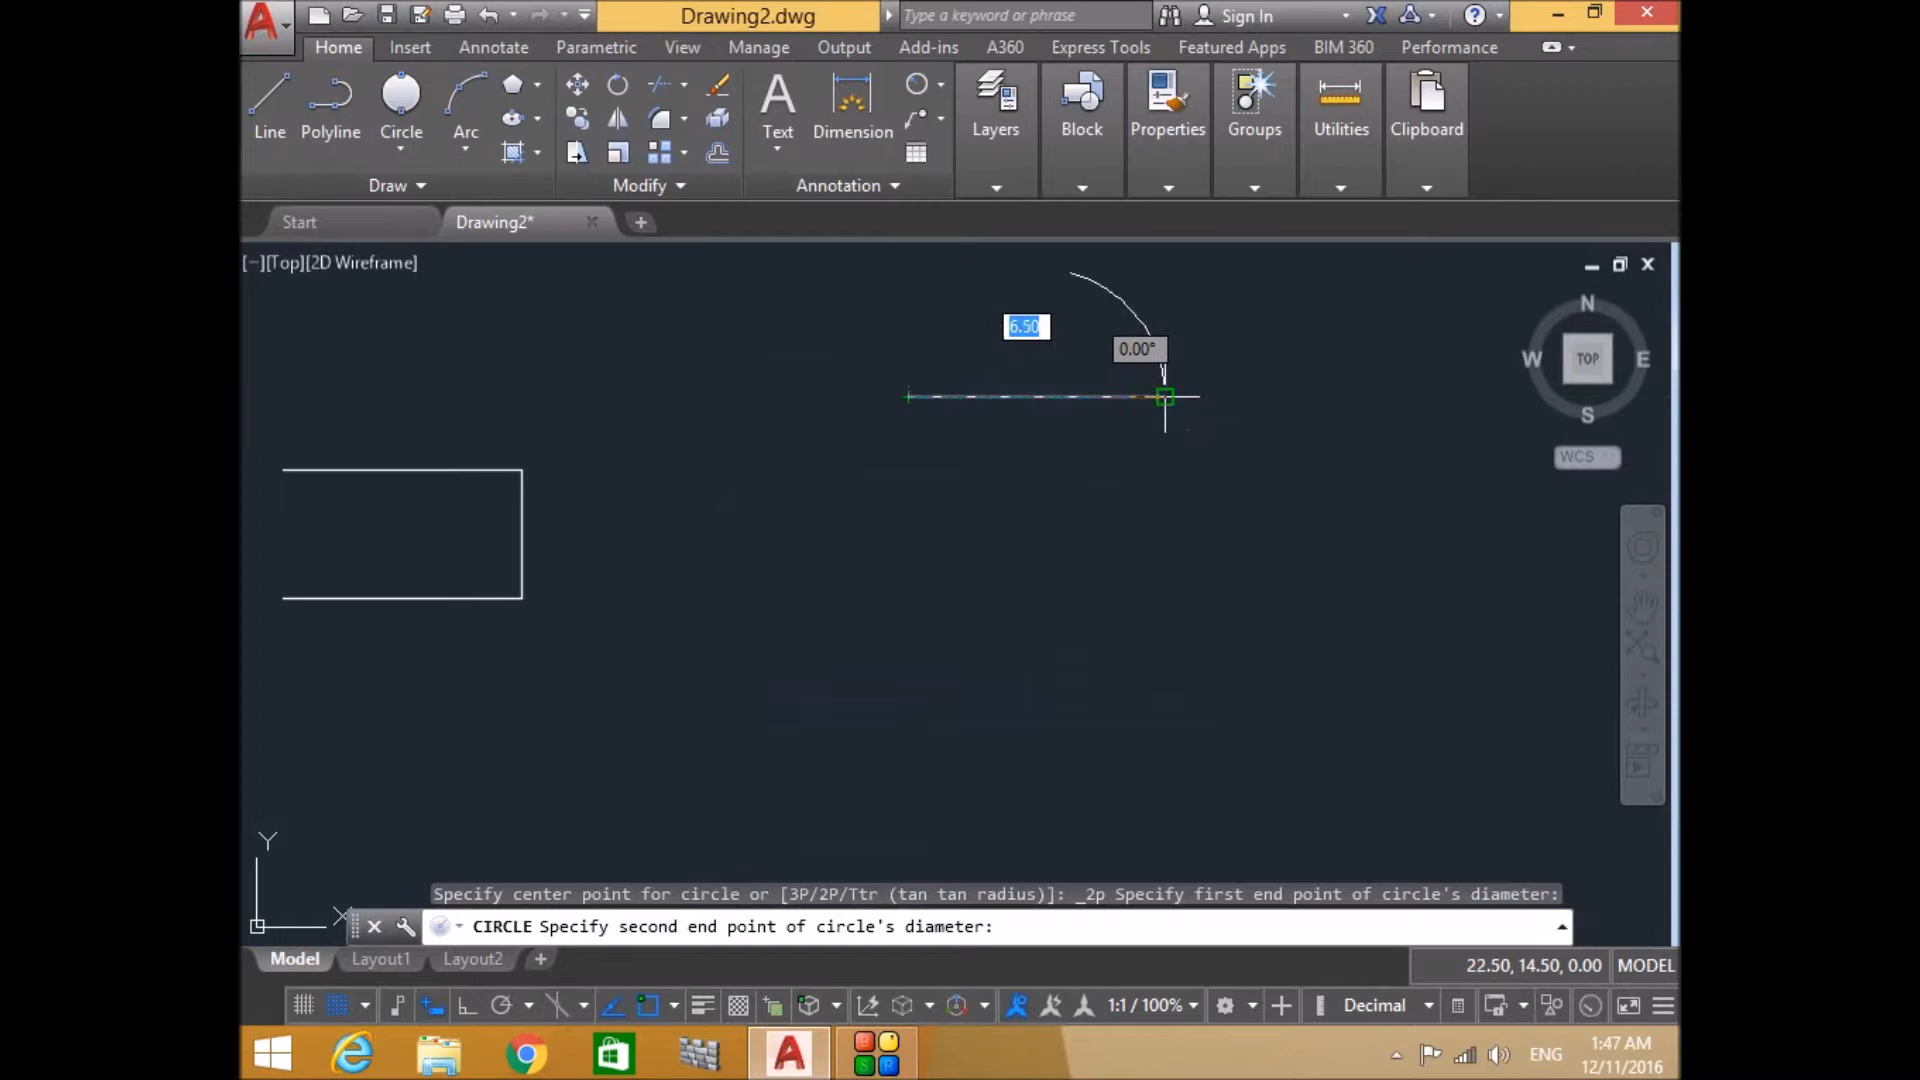 Drawing2.dwg
Type a keyword or phrase
Sign In
Home
Insert
Annotate
Parametric
View
Manage
Output
Add-ins
A360
Express Tools
Featured Apps
BIM 360
Performance
Line
Polyline
Circle
Arc
Text
Dimension
Layers
Block
Properties
Groups
Utilities
Clipboard
Draw
Modify
Annotation
Start
Drawing2*
[−][Top][2D Wireframe]
N
W
TOP
E
S
WCS
6.50
0.00°
Y
X
Specify center point for circle or [3P/2P/Ttr (tan tan radius)]: _2p Specify first end point of circle's diameter:
CIRCLE Specify second end point of circle's diameter:
Model
Layout1
Layout2
22.50, 14.50, 0.00
MODEL
1:1 / 100%
Decimal
ENG
1:47 AM
12/11/2016